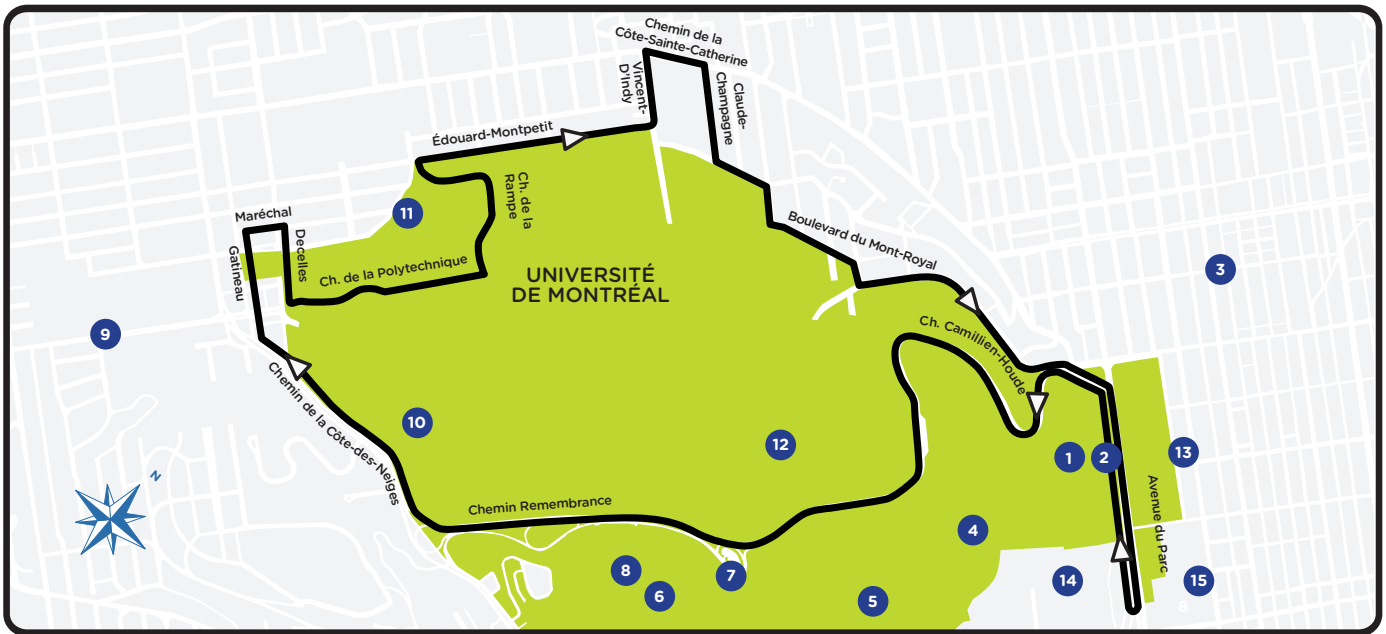 Chemin de la
Côte-Sainte-Catherine
Vincent-
D'Indy
Claude-
Champagne
Édouard-Montpetit
Ch. de la
Rampe
11
Maréchal
Decelles
Gatineau
Ch. de la Polytechnique
UNIVERSITÉ
DE MONTRÉAL
Boulevard du Mont-Royal
3
9
Ch. Camillien-Houde
Chemin de la Côte-des-Neiges
10
12
1
2
13
N
Chemin Remembrance
Avenue du Parc
4
8
7
6
5
14
15
8